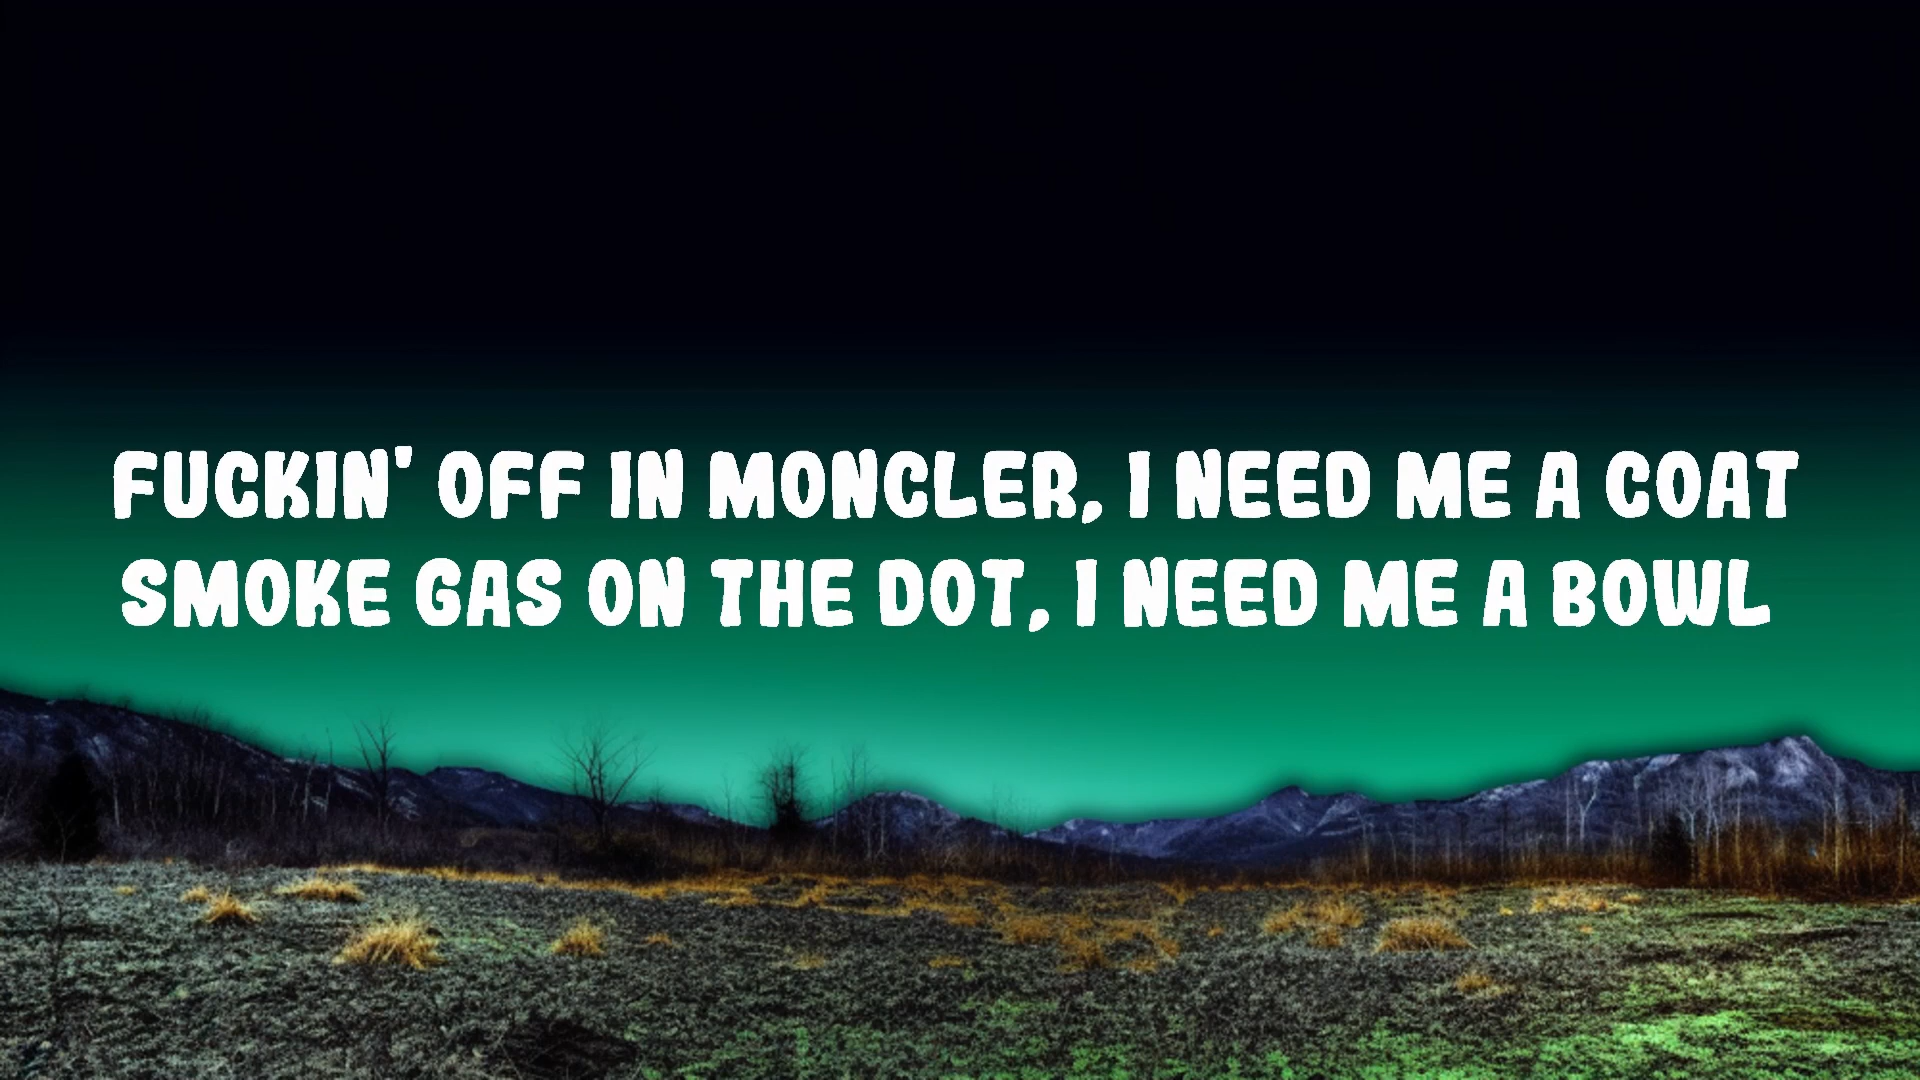 FUCKIN' OFF IN MONCLER, I NEED ME A COAT
SMOKE GAS ON THE DOT, I NEED ME A BOWL